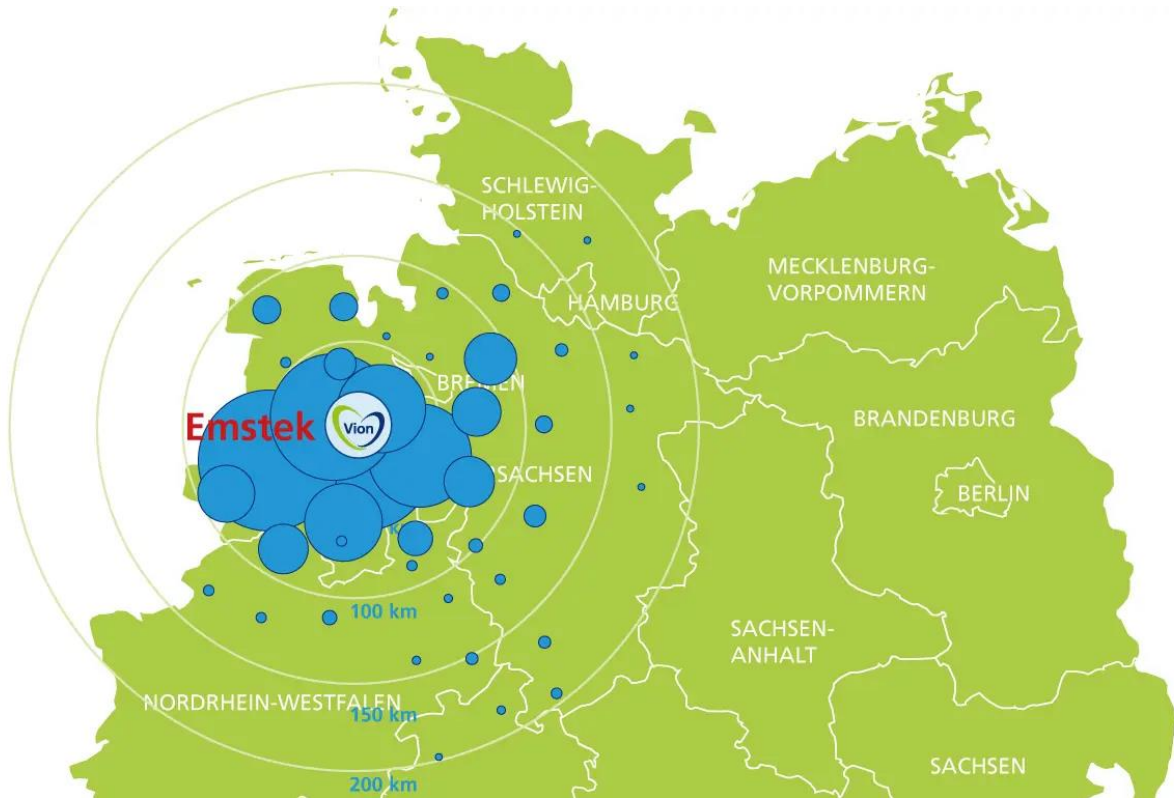 SCHLEWIG-
HOLSTEIN
MECKLENBURG-
VORPOMMERN
HAMBURG
BREMEN
BRANDENBURG
Emstek
Vion
SACHSEN
BERLIN
100 km
SACHSEN-
ANHALT
NORDRHEIN-WESTFALEN
150 km
SACHSEN
200 km